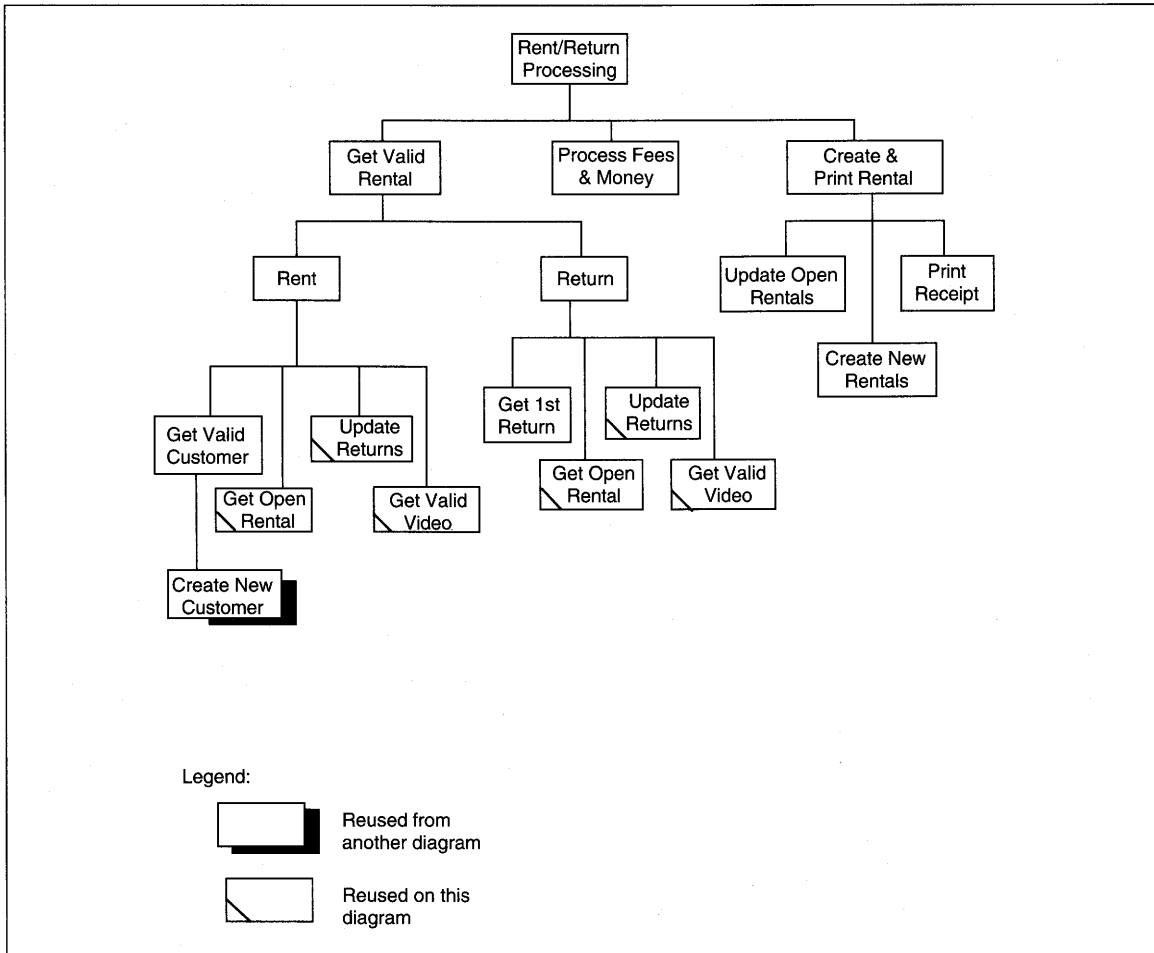 Rent/Return
Processing
Get Valid
Rental
Process Fees
& Money
Create &
Print Rental
Rent
Return
Update Open
Rentals
Print
Receipt
Create New
Rentals
Get Valid
Customer
Get Open
Rental
Update
Returns
Get Valid
Video
Get 1st
Return
Get Open
Rental
Update
Returns
Get Valid
Video
Create New
Customer
Legend:
Reused from
another diagram
Reused on this
diagram